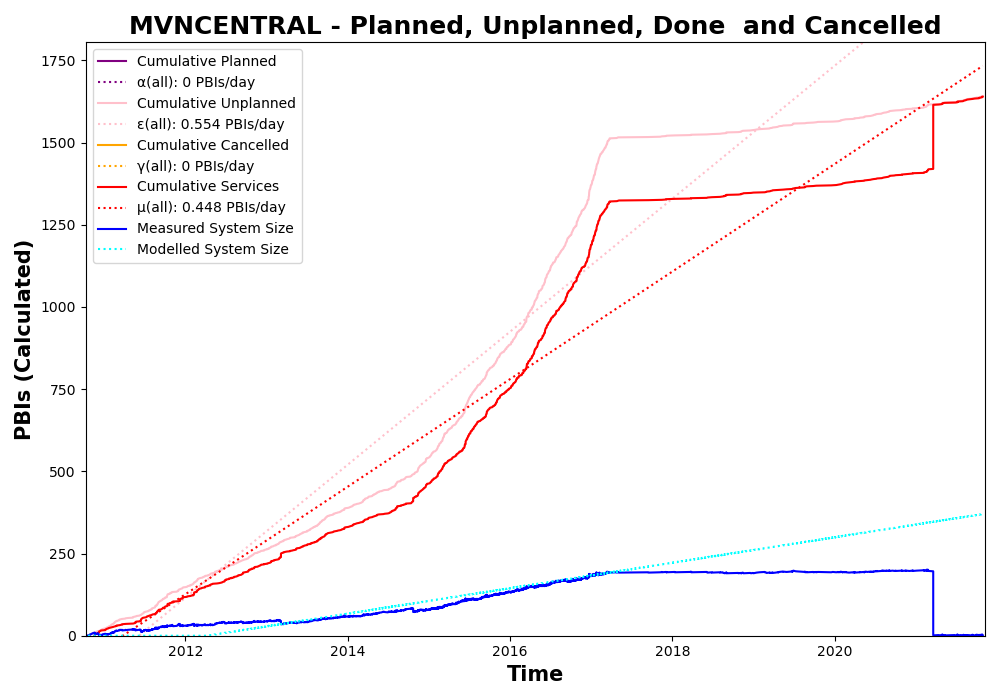 MVNCENTRAL - Planned, Unplanned, Done  and Cancelled
Cumulative Planned
α(all): 0 PBIs/day
Cumulative Unplanned
ε(all): 0.554 PBIs/day
Cumulative Cancelled
γ(all): 0 PBIs/day
Cumulative Services
μ(all): 0.448 PBIs/day
Measured System Size
Modelled System Size
PBIs (Calculated)
1750
1500
1250
1000
750
500
250
0
2012
2014
2016
2018
2020
Time